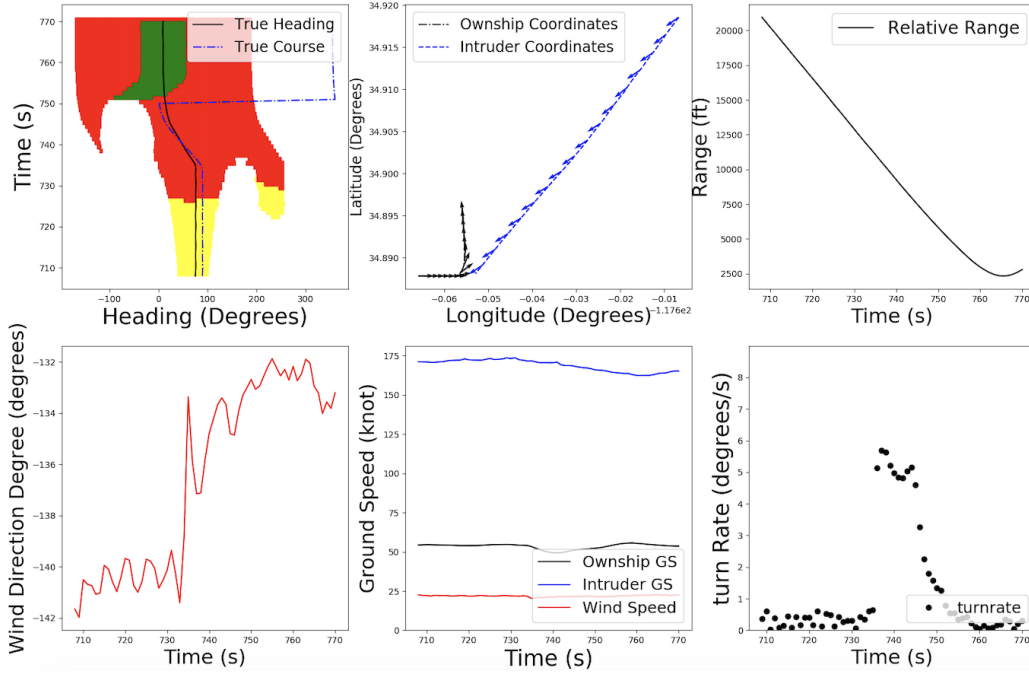 True Heading
True Course
770
760
750
740
730
720
710
−100 0 100 200 300
Time (s)
Heading (Degrees)
Ownship Coordinates
Intruder Coordinates
34.920
34.915
34.910
34.905
34.900
34.895
34.890
−0.06 −0.05 −0.04 −0.03 −0.02 −0.01
−1.176e2
Latitude (Degrees)
Longitude (Degrees)
Relative Range
20000
17500
15000
12500
10000
7500
5000
2500
710 720 730 740 750 760 770
Range (ft)
Time (s)
−132
−134
−136
−138
−140
−142
710 720 730 740 750 760 770
Wind Direction Degree (degrees)
Time (s)
175
150
125
100
75
50
25
0
Ownship GS
Intruder GS
Wind Speed
710 720 730 740 750 760 770
Ground Speed (knot)
Time (s)
8
7
6
5
4
3
2
1
0
turnrate
710 720 730 740 750 760 770
turn Rate (degrees/s)
Time (s)